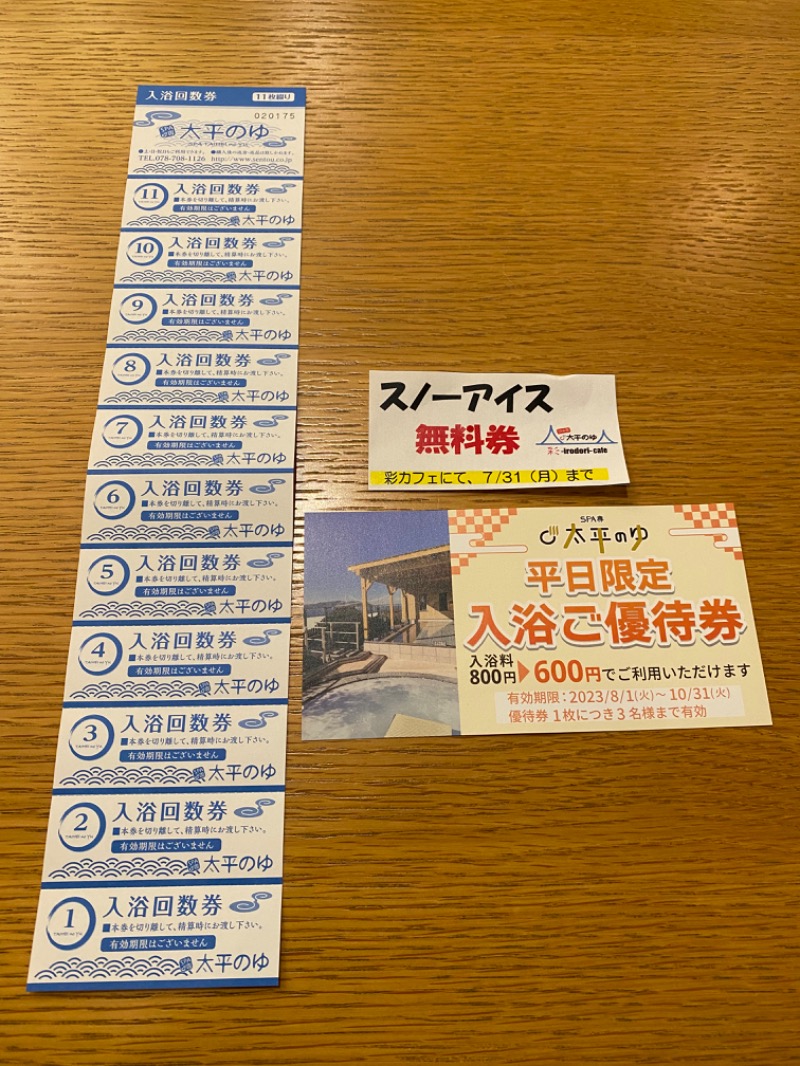 入浴回数券 11枚綴り
020175
太平のゆ
SPA TAIHEI no YU
TEL.078-708-1126 http://www.sentou.co.jp
11 入浴回数券
■本券を切り離して、精算時にお渡し下さい。
有効期限はございません
太平のゆ
10 入浴回数券
■本券を切り離して、精算時にお渡し下さい。
有効期限はございません
太平のゆ
9 入浴回数券
■本券を切り離して、精算時にお渡し下さい。
有効期限はございません
太平のゆ
8 入浴回数券
■本券を切り離して、精算時にお渡し下さい。
有効期限はございません
太平のゆ
7 入浴回数券
■本券を切り離して、精算時にお渡し下さい。
有効期限はございません
太平のゆ
6 入浴回数券
■本券を切り離して、精算時にお渡し下さい。
有効期限はございません
太平のゆ
5 入浴回数券
■本券を切り離して、精算時にお渡し下さい。
有効期限はございません
太平のゆ
4 入浴回数券
■本券を切り離して、精算時にお渡し下さい。
有効期限はございません
太平のゆ
3 入浴回数券
■本券を切り離して、精算時にお渡し下さい。
有効期限はございません
太平のゆ
2 入浴回数券
■本券を切り離して、精算時にお渡し下さい。
有効期限はございません
太平のゆ
1 入浴回数券
■本券を切り離して、精算時にお渡し下さい。
有効期限はございません
太平のゆ
スノーアイス
無料券
太平のゆ
彩-irodori-cafe
彩カフェにて、7/31（月）まで
太平のゆ
平日限定
入浴ご優待券
入浴料
800円▶600円でご利用いただけます
有効期限：2023/8/1(火)～10/31(火)
優待券 1枚につき3名様まで有効